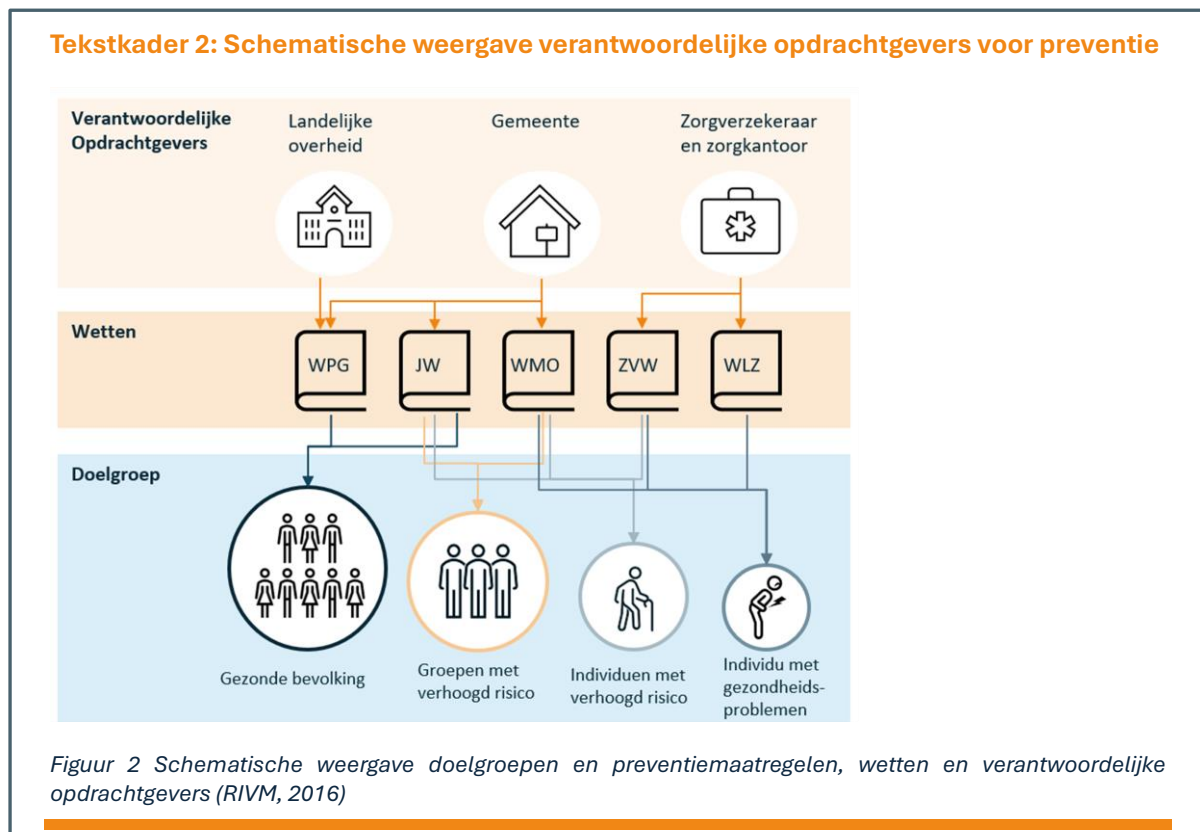 Tekstkader 2: Schematische weergave verantwoordelijke opdrachtgevers voor preventie
Verantwoordelijke
Opdrachtgevers
Landelijke
overheid
Gemeente
Zorgverzekeraar
en zorgkantoor
Wetten
WPG
JW
WMO
ZVW
WLZ
Doelgroep
Gezonde bevolking
Groepen met
verhoogd risico
Individuen met
verhoogd risico
Individu met
gezondheids-
problemen
Figuur 2 Schematische weergave doelgroepen en preventiemaatregelen, wetten en verantwoordelijke
opdrachtgevers (RIVM, 2016)